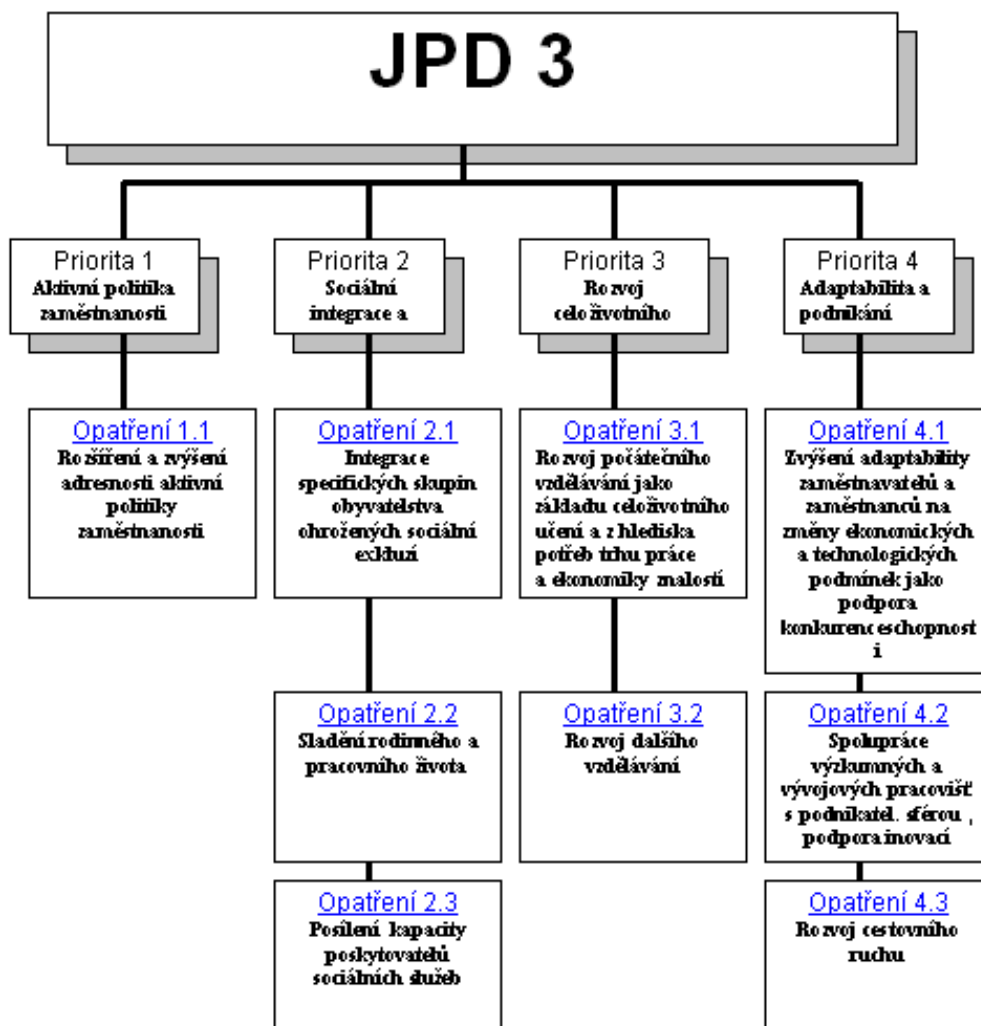 JPD 3
Priorita 1
Aktivní politika
zaměstnanosti
Priorita 2
Sociální
integrace a
Priorita 3
Rozvoj
celoživotního
Priorita 4
Adaptabilita a
podnikání
Opatření 1.1
Rozšíření a zvýšení
adresnosti aktivní
politiky
zaměstnanosti
Opatření 2.1
Integrace
specifických skupin
obyvatelstva
ohrožených sociální
exkluzí
Opatření 3.1
Rozvoj počátečního
vzdělávání jako
základu celoživotního
učení a z hlediska
potřeb trhu práce
a ekonomiky znalostí
Opatření 4.1
Zvýšení adaptability
zaměstnavatelů a
zaměstnanců na
změny ekonomických
a technologických
podmínek jako
podpora
konkurenceschopnost
i
Opatření 2.2
Sladění rodinného a
pracovního života
Opatření 3.2
Rozvoj dalšího
vzdělávání
Opatření 4.2
Spolupráce
výzkumných a
vývojových pracovišť
s podnikatel. sférou ,
podpora inovací
Opatření 2.3
Posílení kapacity
poskytovatelů
sociálních služeb
Opatření 4.3
Rozvoj cestovního
ruchu